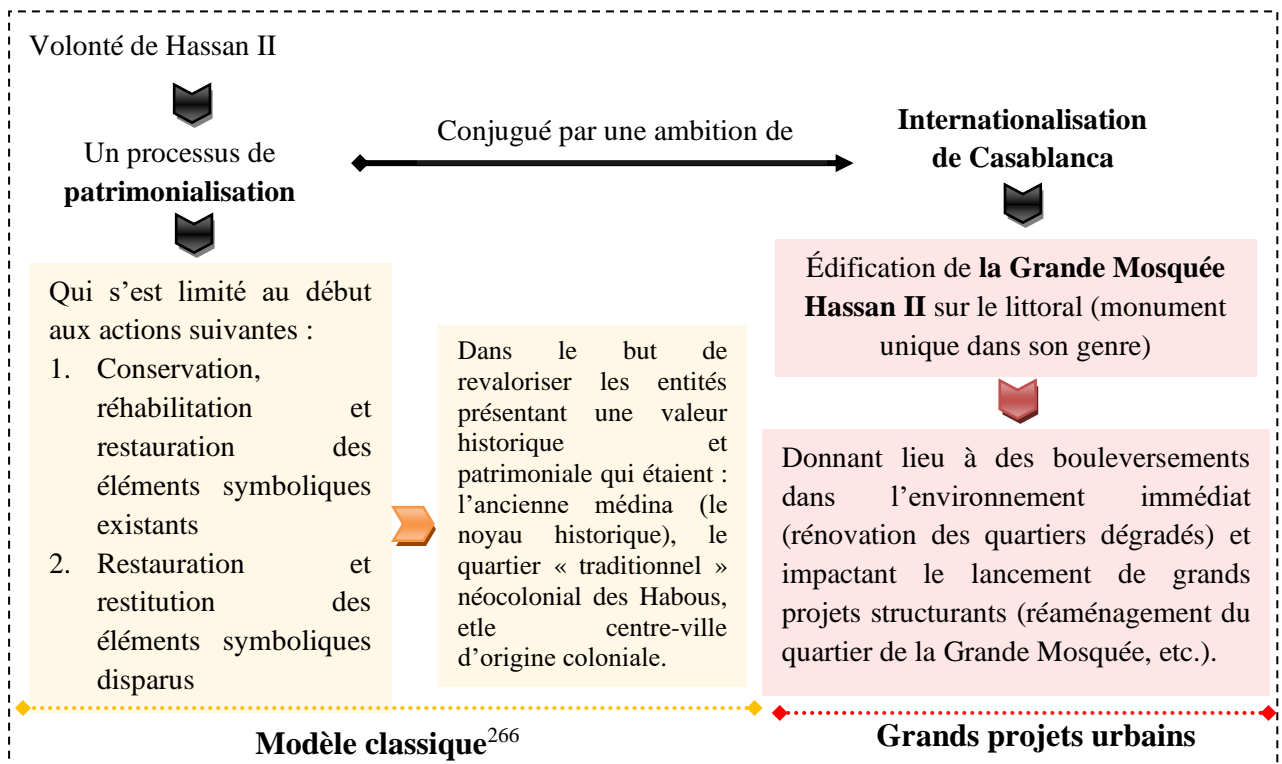 Volonté de Hassan II
Un processus de
patrimonialisation
Conjugué par une ambition de
Internationalisation
de Casablanca
Qui s’est limité au début
aux actions suivantes :
1. Conservation,
réhabilitation et
restauration des
éléments symboliques
existants
2. Restauration et
restitution des
éléments symboliques
disparus
Dans le but de
revaloriser les entités
présentant une valeur
historique et
patrimoniale qui étaient :
l’ancienne médina (le
noyau historique), le
quartier « traditionnel »
néocolonial des Habous,
etle centre-ville
d’origine coloniale.
Édification de la Grande Mosquée
Hassan II sur le littoral (monument
unique dans son genre)
Donnant lieu à des bouleversements
dans l’environnement immédiat
(rénovation des quartiers dégradés) et
impactant le lancement de grands
projets structurants (réaménagement du
quartier de la Grande Mosquée, etc.).
Modèle classique266
Grands projets urbains